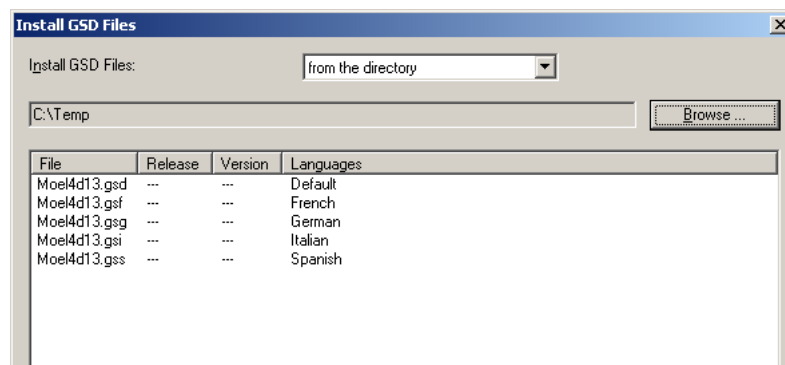 Install GSD Files
Install GSD Files: from the directory
C:\Temp Browse ...
File Release Version Languages
Moel4d13.gsd --- --- Default
Moel4d13.gsf --- --- French
Moel4d13.gsg --- --- German
Moel4d13.gsi --- --- Italian
Moel4d13.gss --- --- Spanish